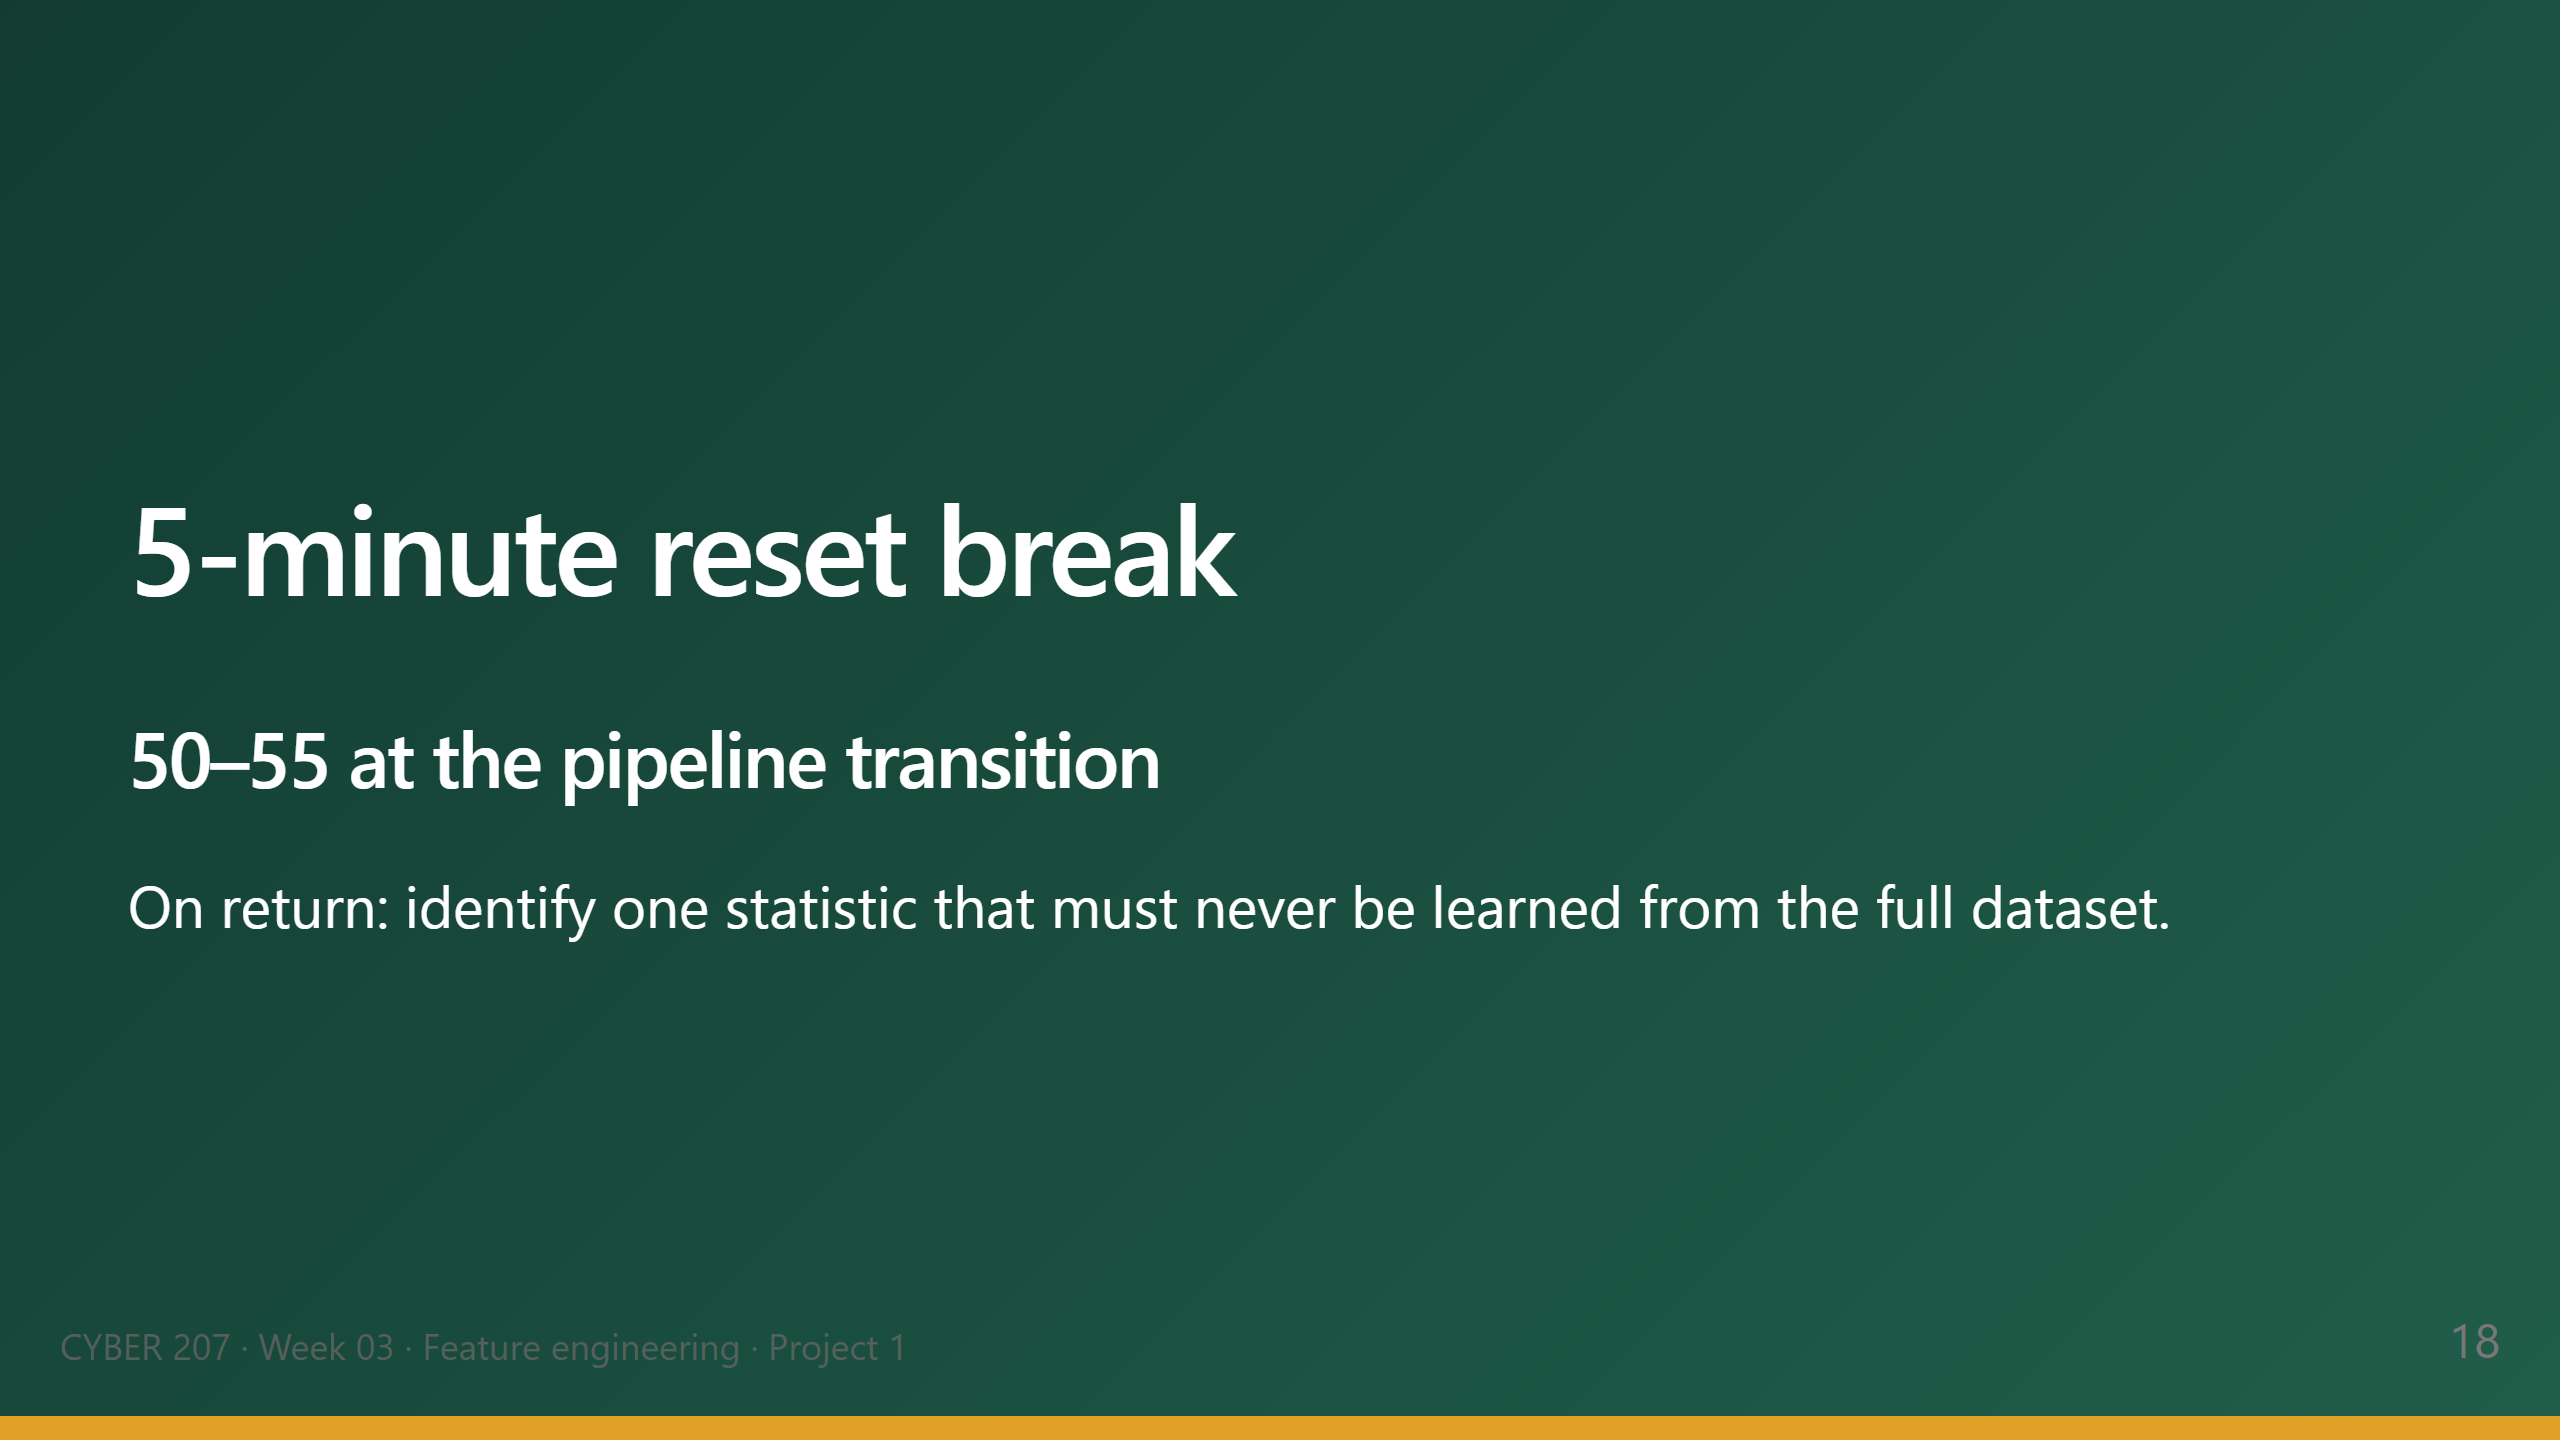 5-minute reset break
50–55 at the pipeline transition
On return: identify one statistic that must never be learned from the full dataset.
CYBER 207 · Week 03 · Feature engineering · Project 1
18